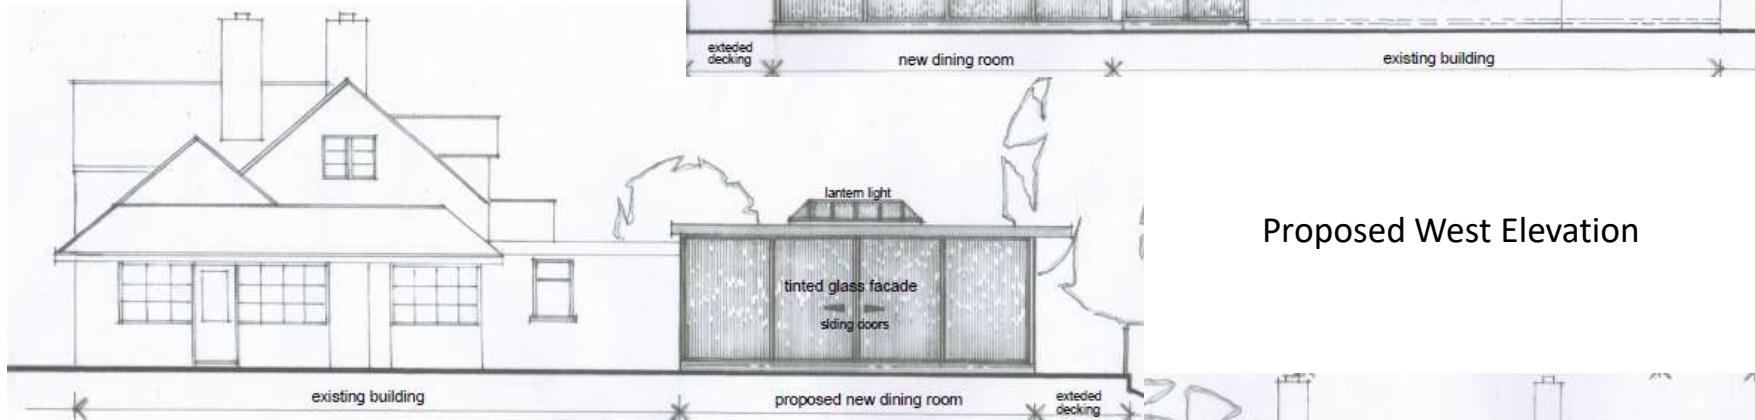 exteded
decking
new dining room
existing building
lantern light
Proposed West Elevation
tinted glass facade
sliding doors
existing building
proposed new dining room
exteded
decking